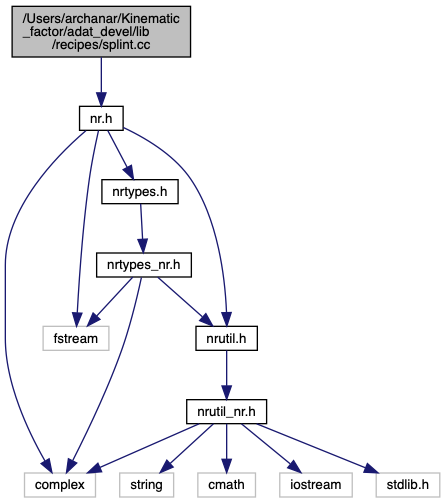 /Users/archanar/Kinematic
_factor/adat_devel/lib
/recipes/splint.cc
nr.h
nrtypes.h
nrtypes_nr.h
fstream
nrutil.h
nrutil_nr.h
complex
string
cmath
iostream
stdlib.h